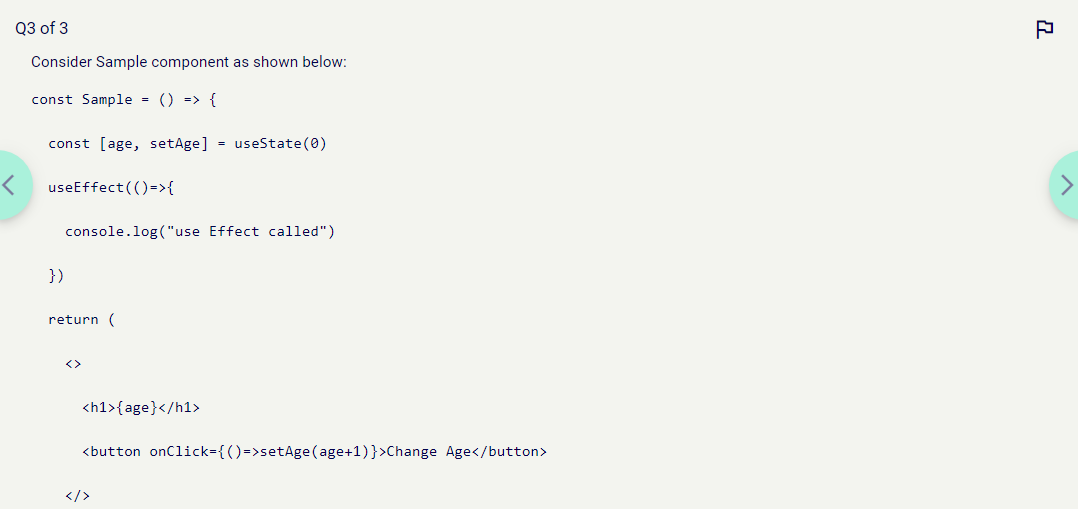 Q3 of 3
Consider Sample component as shown below:
const Sample = () => {
const [age, setAge] = useState(0)
useEffect(()=>{
console.log("use Effect called")
})
return (
<>
<h1>{age}</h1>
<button onClick={()=>setAge(age+1)}>Change Age</button>
</>